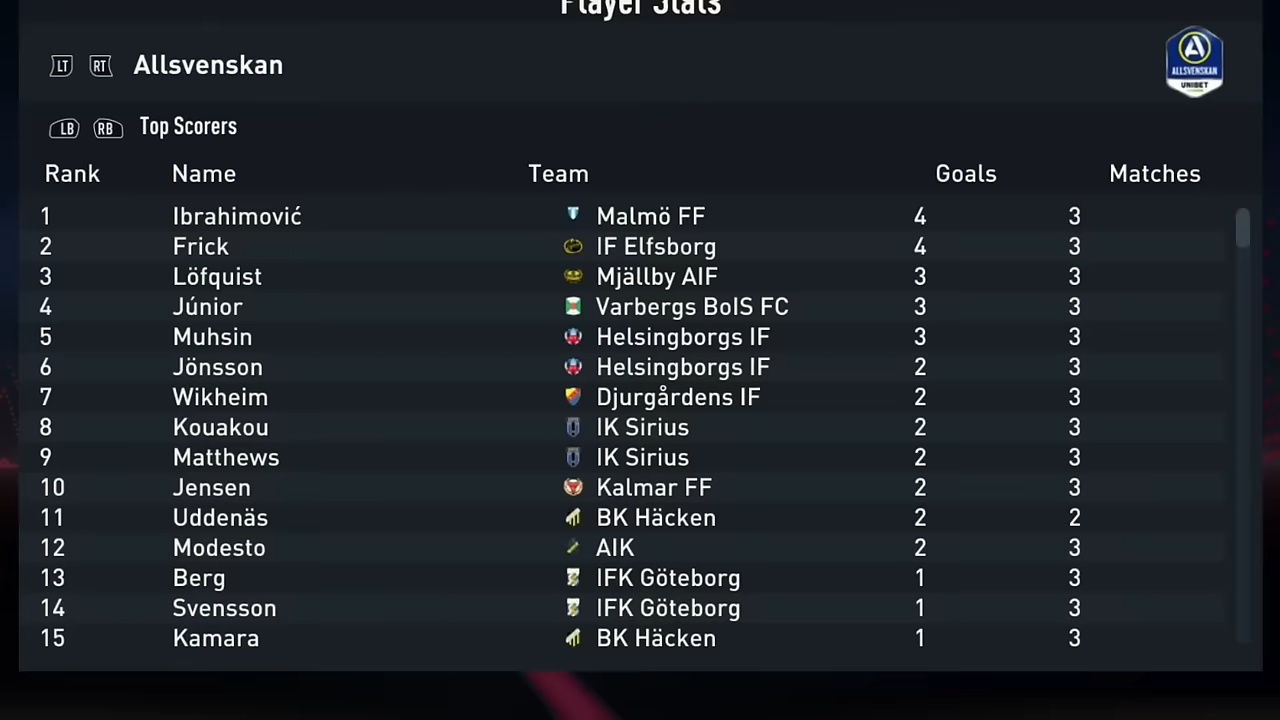 Player Stats
LT RT Allsvenskan
ALLSVENSKAN
UNIBET
LB RB Top Scorers
Rank Name Team Goals Matches
1 Ibrahimović Malmö FF 4 3
2 Frick IF Elfsborg 4 3
3 Löfquist Mjällby AIF 3 3
4 Júnior Varbergs BoIS FC 3 3
5 Muhsin Helsingborgs IF 3 3
6 Jönsson Helsingborgs IF 2 3
7 Wikheim Djurgårdens IF 2 3
8 Kouakou IK Sirius 2 3
9 Matthews IK Sirius 2 3
10 Jensen Kalmar FF 2 3
11 Uddenäs BK Häcken 2 2
12 Modesto AIK 2 3
13 Berg IFK Göteborg 1 3
14 Svensson IFK Göteborg 1 3
15 Kamara BK Häcken 1 3